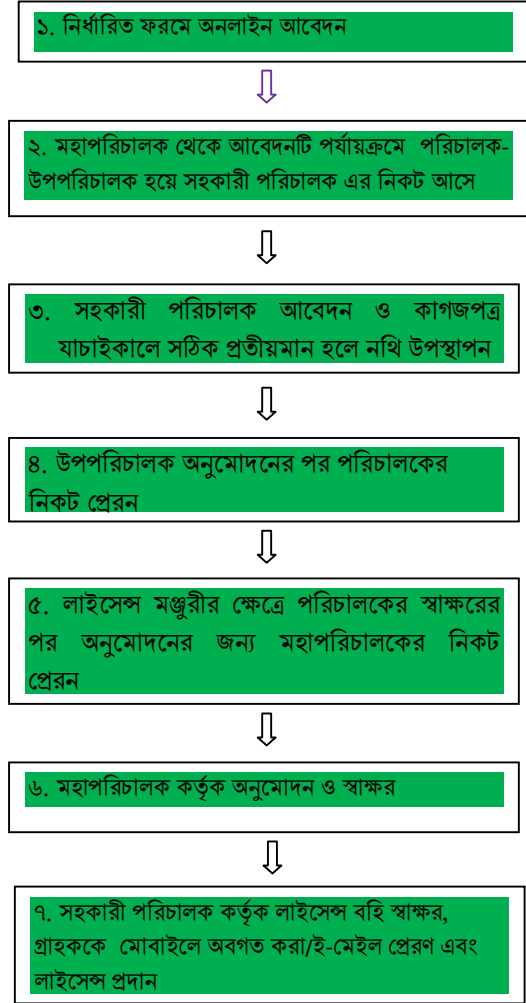 ১. নির্ধারিত ফরমে অনলাইন আবেদন
২. মহাপরিচালক থেকে আবেদনটি পর্যায়ক্রমে পরিচালক-
উপপরিচালক হয়ে সহকারী পরিচালক এর নিকট আসে
৩. সহকারী পরিচালক আবেদন ও কাগজপত্র
যাচাইকালে সঠিক প্রতীয়মান হলে নথি উপস্থাপন
৪. উপপরিচালক অনুমোদনের পর পরিচালকের
নিকট প্রেরন
৫. লাইসেন্স মঞ্জুরীর ক্ষেত্রে পরিচালকের স্বাক্ষরের
পর অনুমোদনের জন্য মহাপরিচালকের নিকট
প্রেরন
৬. মহাপরিচালক কর্তৃক অনুমোদন ও স্বাক্ষর
৭. সহকারী পরিচালক কর্তৃক লাইসেন্স বহি স্বাক্ষর,
গ্রাহককে মোবাইলে অবগত করা/ই-মেইল প্রেরণ এবং
লাইসেন্স প্রদান